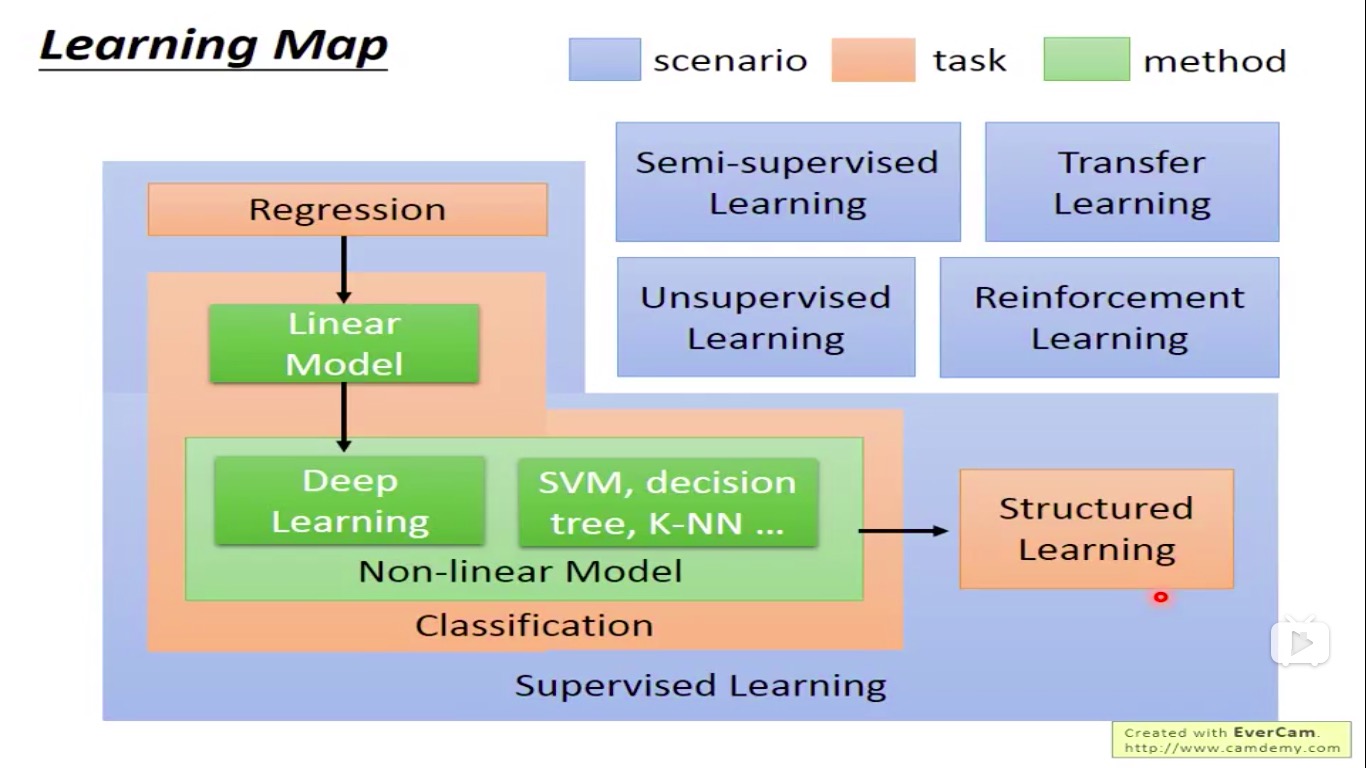 Learning Map
scenario
task
method
Semi-supervised
Learning
Transfer
Learning
Regression
Unsupervised
Learning
Reinforcement
Learning
Linear
Model
Deep
Learning
SVM, decision
tree, K-NN ...
Non-linear Model
Structured
Learning
Classification
Supervised Learning
Created with EverCam.
http://www.camdemy.com